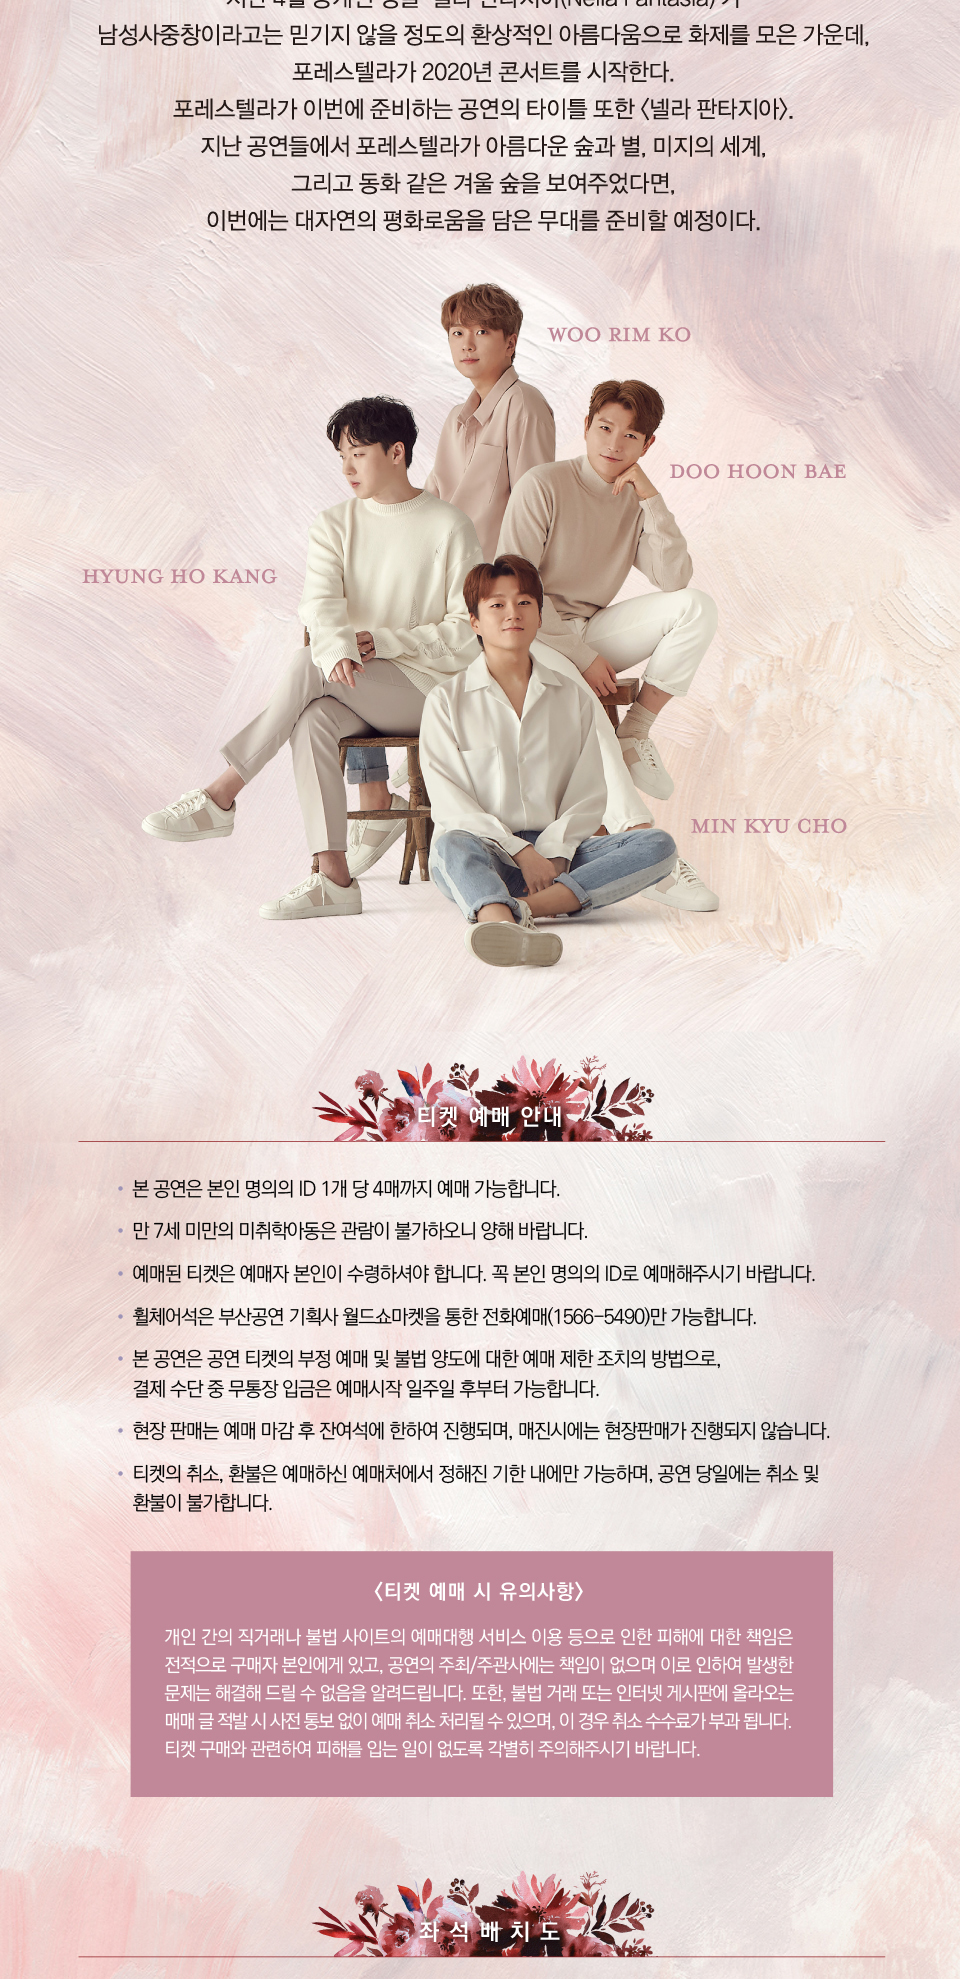 남성사중창이라고는 믿기지 않을 정도의 환상적인 아름다움으로 화제를 모은 가운데,
포레스텔라가 2020년 콘서트를 시작한다.
포레스텔라가 이번에 준비하는 공연의 타이틀 또한 <넬라 판타지아>.
지난 공연들에서 포레스텔라가 아름다운 숲과 별, 미지의 세계,
그리고 동화 같은 겨울 숲을 보여주었다면,
이번에는 대자연의 평화로움을 담은 무대를 준비할 예정이다.
WOO RIM KO
DOO HOON BAE
HYUNG HO KANG
MIN KYU CHO
티켓 예매 안내
• 본 공연은 본인 명의의 ID 1개 당 4매까지 예매 가능합니다.
• 만 7세 미만의 미취학아동은 관람이 불가하오니 양해 바랍니다.
• 예매된 티켓은 예매자 본인이 수령하셔야 합니다. 꼭 본인 명의의 ID로 예매해주시기 바랍니다.
• 휠체어석은 부산공연 기획사 월드쇼마켓을 통한 전화예매(1566-5490)만 가능합니다.
• 본 공연은 공연 티켓의 부정 예매 및 불법 양도에 대한 예매 제한 조치의 방법으로,
결제 수단 중 무통장 입금은 예매시작 일주일 후부터 가능합니다.
• 현장 판매는 예매 마감 후 잔여석에 한하여 진행되며, 매진시에는 현장판매가 진행되지 않습니다.
• 티켓의 취소, 환불은 예매하신 예매처에서 정해진 기한 내에만 가능하며, 공연 당일에는 취소 및
환불이 불가합니다.
<티켓 예매 시 유의사항>
개인 간의 직거래나 불법 사이트의 예매대행 서비스 이용 등으로 인한 피해에 대한 책임은
전적으로 구매자 본인에게 있고, 공연의 주최/주관사에는 책임이 없으며 이로 인하여 발생한
문제는 해결해 드릴 수 없음을 알려드립니다. 또한, 불법 거래 또는 인터넷 게시판에 올라오는
매매 글 적발 시 사전 통보 없이 예매 취소 처리될 수 있으며, 이 경우 취소 수수료가 부과 됩니다.
티켓 구매와 관련하여 피해를 입는 일이 없도록 각별히 주의해주시기 바랍니다.
좌석배치도